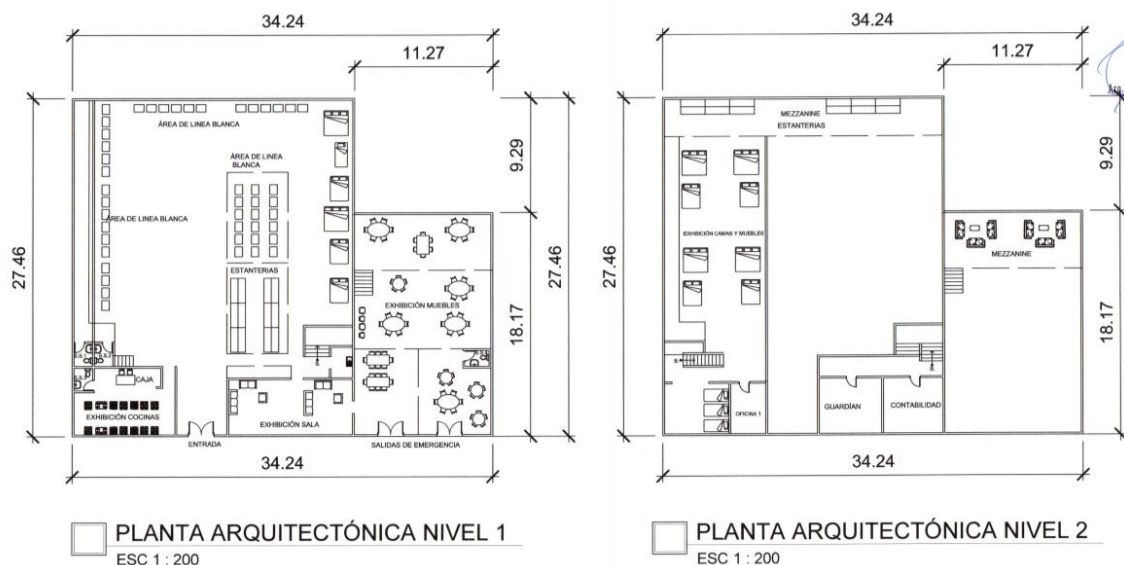 34.24
11.27
27.46
9.29
18.17
27.46
ÁREA DE LINEA BLANCA
ÁREA DE LINEA
BLANCA
ÁREA DE LINEA BLANCA
ESTANTERIAS
EXHIBICIÓN MUEBLES
CAJA
EXHIBICIÓN COCINAS
EXHIBICIÓN SALA
ENTRADA
SALIDAS DE EMERGENCIA
34.24
PLANTA ARQUITECTÓNICA NIVEL 1
ESC 1 : 200
34.24
11.27
27.46
9.29
18.17
MEZZANINE
ESTANTERIAS
EXHIBICIÓN CAMAS Y MUEBLES
MEZZANINE
OFICINA 1
GUARDÍAN
CONTABILIDAD
34.24
PLANTA ARQUITECTÓNICA NIVEL 2
ESC 1 : 200